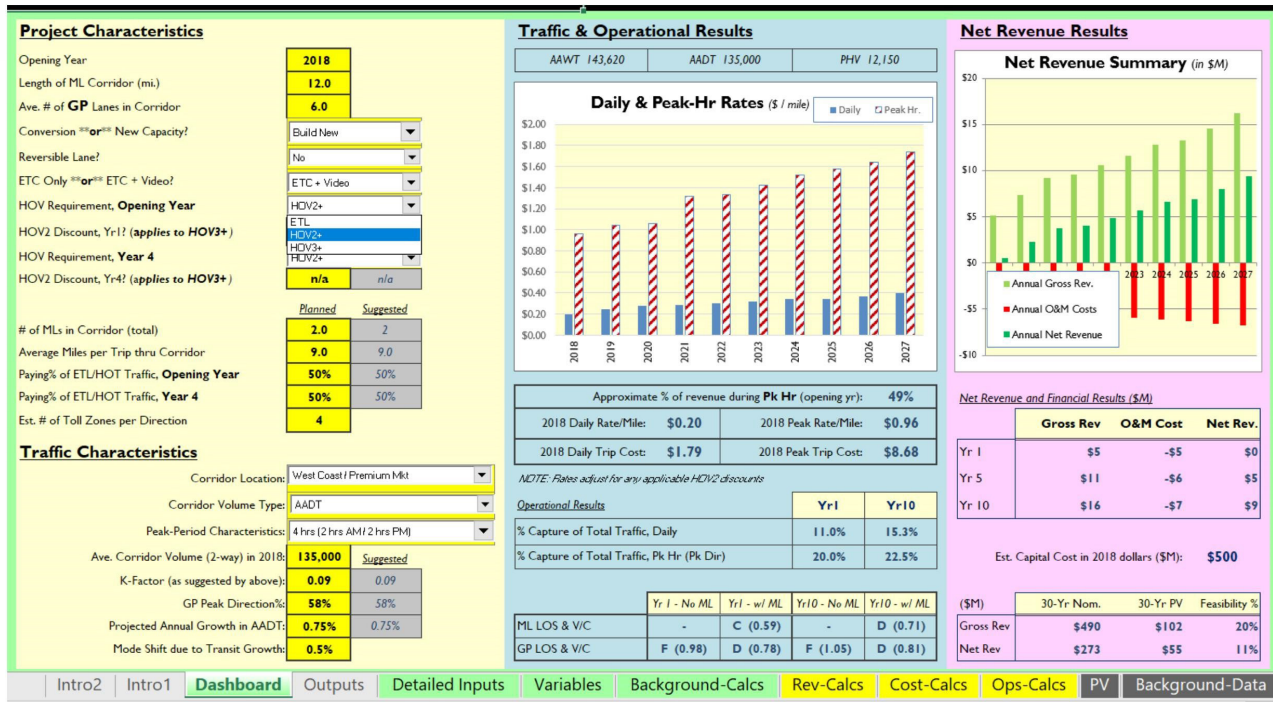 Project Characteristics
Opening Year 2018
Length of ML Corridor (mi.) 12.0
Ave. # of GP Lanes in Corridor 6.0
Conversion **or** New Capacity? Build New
Reversible Lane? No
ETC Only **or** ETC + Video? ETC + Video
HOV Requirement, Opening Year HOV2+
ETL
HOV2 Discount, Yr1? (applies to HOV3+) HOV2+
HOV3+
HOV Requirement, Year 4 HOV2+
HOV2 Discount, Yr4? (applies to HOV3+) n/a n/a
Planned Suggested
# of MLs in Corridor (total) 2.0 2
Average Miles per Trip thru Corridor 9.0 9.0
Paying% of ETL/HOT Traffic, Opening Year 50% 50%
Paying% of ETL/HOT Traffic, Year 4 50% 50%
Est. # of Toll Zones per Direction 4
Traffic Characteristics
Corridor Location: West Coast / Premium Mkt
Corridor Volume Type: AADT
Peak-Period Characteristics: 4 hrs (2 hrs AM / 2 hrs PM)
Ave. Corridor Volume (2-way) in 2018: 135,000 Suggested
K-Factor (as suggested by above): 0.09 0.09
GP Peak Direction%: 58% 58%
Projected Annual Growth in AADT: 0.75% 0.75%
Mode Shift due to Transit Growth: 0.5%
Traffic & Operational Results
AAWT 143,620 AADT 135,000 PHV 12,150
Daily & Peak-Hr Rates ($ / mile) Daily Peak Hr.
$2.00
$1.80
$1.60
$1.40
$1.20
$1.00
$0.80
$0.60
$0.40
$0.20
$0.00
2018 2019 2020 2021 2022 2023 2024 2025 2026 2027
Approximate % of revenue during Pk Hr (opening yr): 49%
2018 Daily Rate/Mile: $0.20 2018 Peak Rate/Mile: $0.96
2018 Daily Trip Cost: $1.79 2018 Peak Trip Cost: $8.68
NOTE: Rates adjust for any applicable HOV2 discounts
Operational Results Yr1 Yr10
% Capture of Total Traffic, Daily 11.0% 15.3%
% Capture of Total Traffic, Pk Hr (Pk Dir) 20.0% 22.5%
Yr 1 - No ML Yr1 - w/ ML Yr10 - No ML Yr10 - w/ ML
ML LOS & V/C - C (0.59) - D (0.71)
GP LOS & V/C F (0.98) D (0.78) F (1.05) D (0.81)
Net Revenue Results
Net Revenue Summary (in $M)
$20
$15
$10
$5
$0
-$5
-$10
2023 2024 2025 2026 2027
Annual Gross Rev.
Annual O&M Costs
Annual Net Revenue
Net Revenue and Financial Results ($M)
Gross Rev O&M Cost Net Rev.
Yr 1 $5 -$5 $0
Yr 5 $11 -$6 $5
Yr 10 $16 -$7 $9
Est. Capital Cost in 2018 dollars ($M): $500
($M) 30-Yr Nom. 30-Yr PV Feasibility %
Gross Rev $490 $102 20%
Net Rev $273 $55 11%
Intro2 Intro1 Dashboard Outputs Detailed Inputs Variables Background-Calcs Rev-Calcs Cost-Calcs Ops-Calcs PV Background-Data